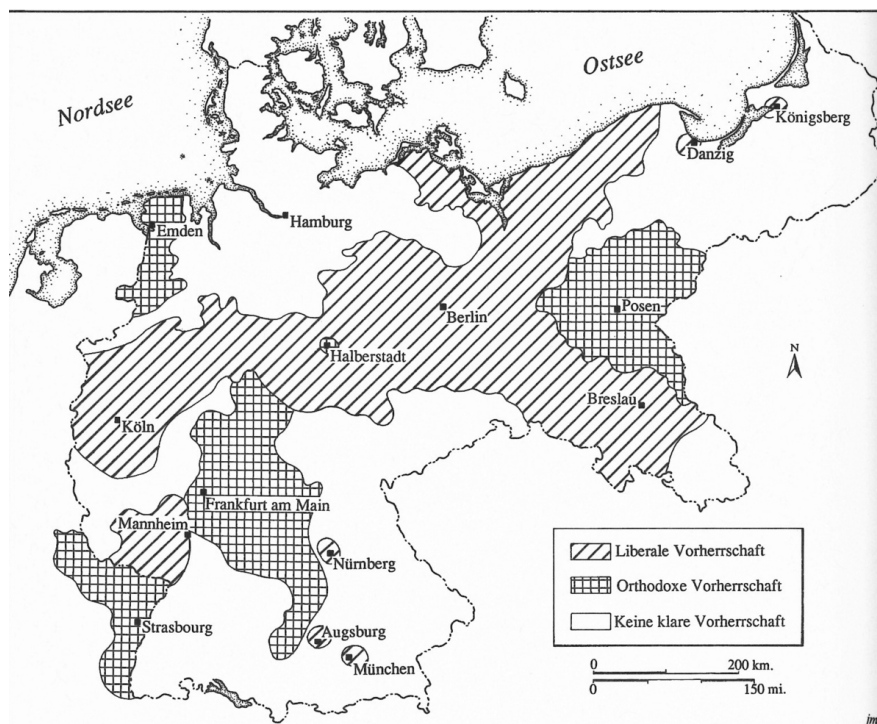 Nordsee
Ostsee
Königsberg
Danzig
Hamburg
Emden
Posen
Berlin
Halberstadt
Breslau
Köln
N
Frankfurt am Main
Mannheim
Nürnberg
Strasbourg
Augsburg
München
Liberale Vorherrschaft
Orthodoxe Vorherrschaft
Keine klare Vorherrschaft
0 200 km.
0 150 mi.